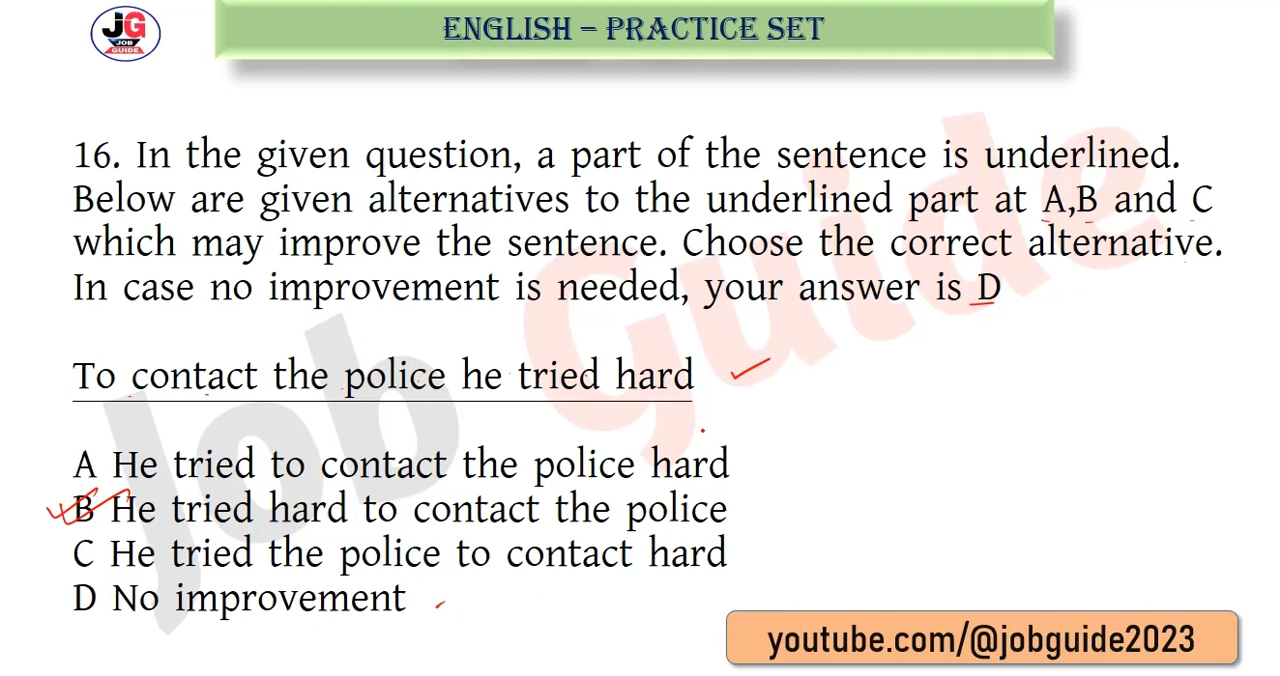 JG
JOB
GUIDE
ENGLISH – PRACTICE SET
16. In the given question, a part of the sentence is underlined.
Below are given alternatives to the underlined part at A,B and C
which may improve the sentence. Choose the correct alternative.
In case no improvement is needed, your answer is D
To contact the police he tried hard
A He tried to contact the police hard
B He tried hard to contact the police
C He tried the police to contact hard
D No improvement
Job Guide
youtube.com/@jobguide2023